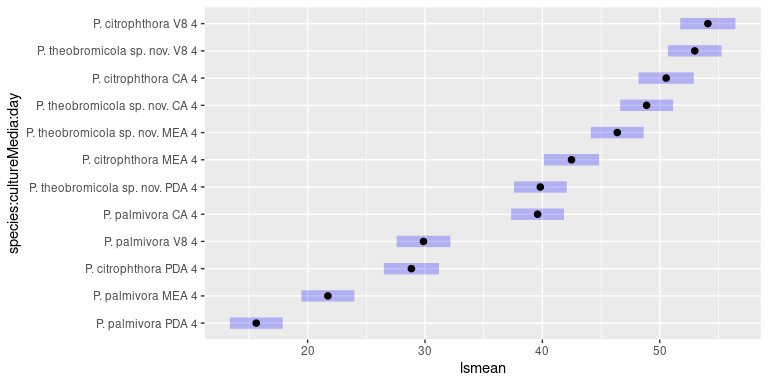 species:cultureMedia:day
P. citrophthora V8 4
P. theobromicola sp. nov. V8 4
P. citrophthora CA 4
P. theobromicola sp. nov. CA 4
P. theobromicola sp. nov. MEA 4
P. citrophthora MEA 4
P. theobromicola sp. nov. PDA 4
P. palmivora CA 4
P. palmivora V8 4
P. citrophthora PDA 4
P. palmivora MEA 4
P. palmivora PDA 4
20 30 40 50
lsmean